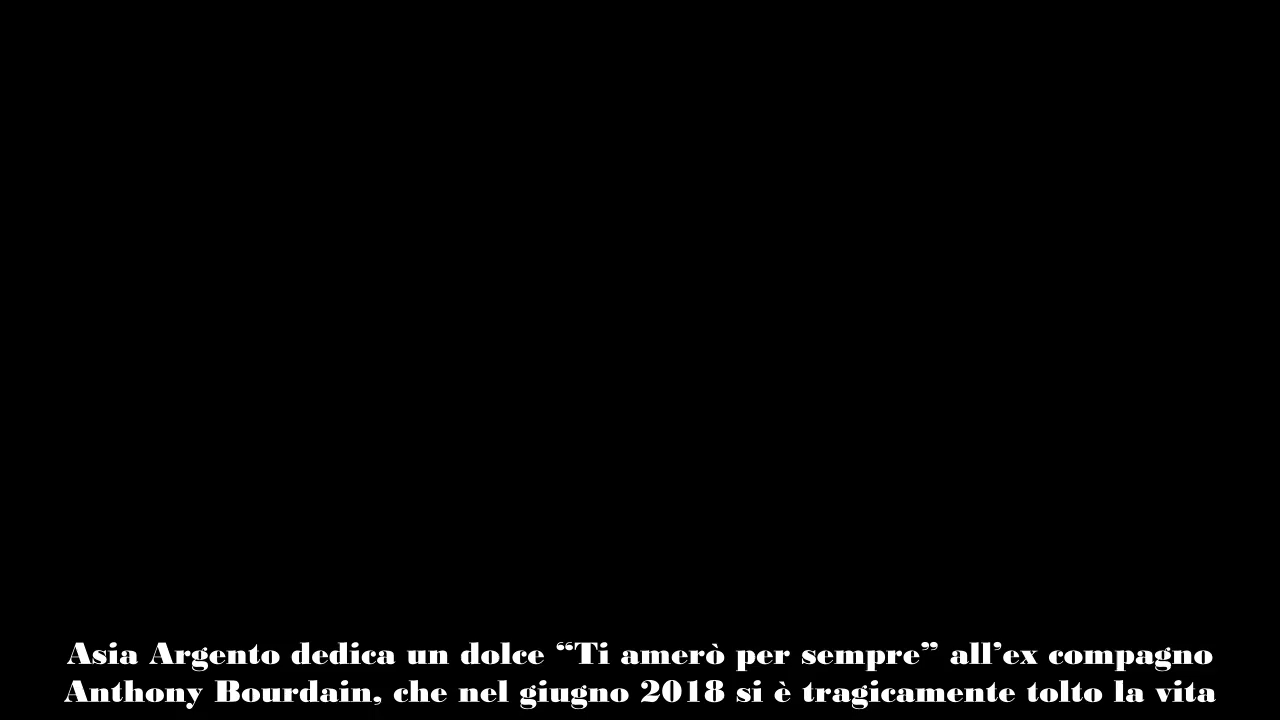 Asia Argento dedica un dolce “Ti amerò per sempre” all’ex compagno
Anthony Bourdain, che nel giugno 2018 si è tragicamente tolto la vita